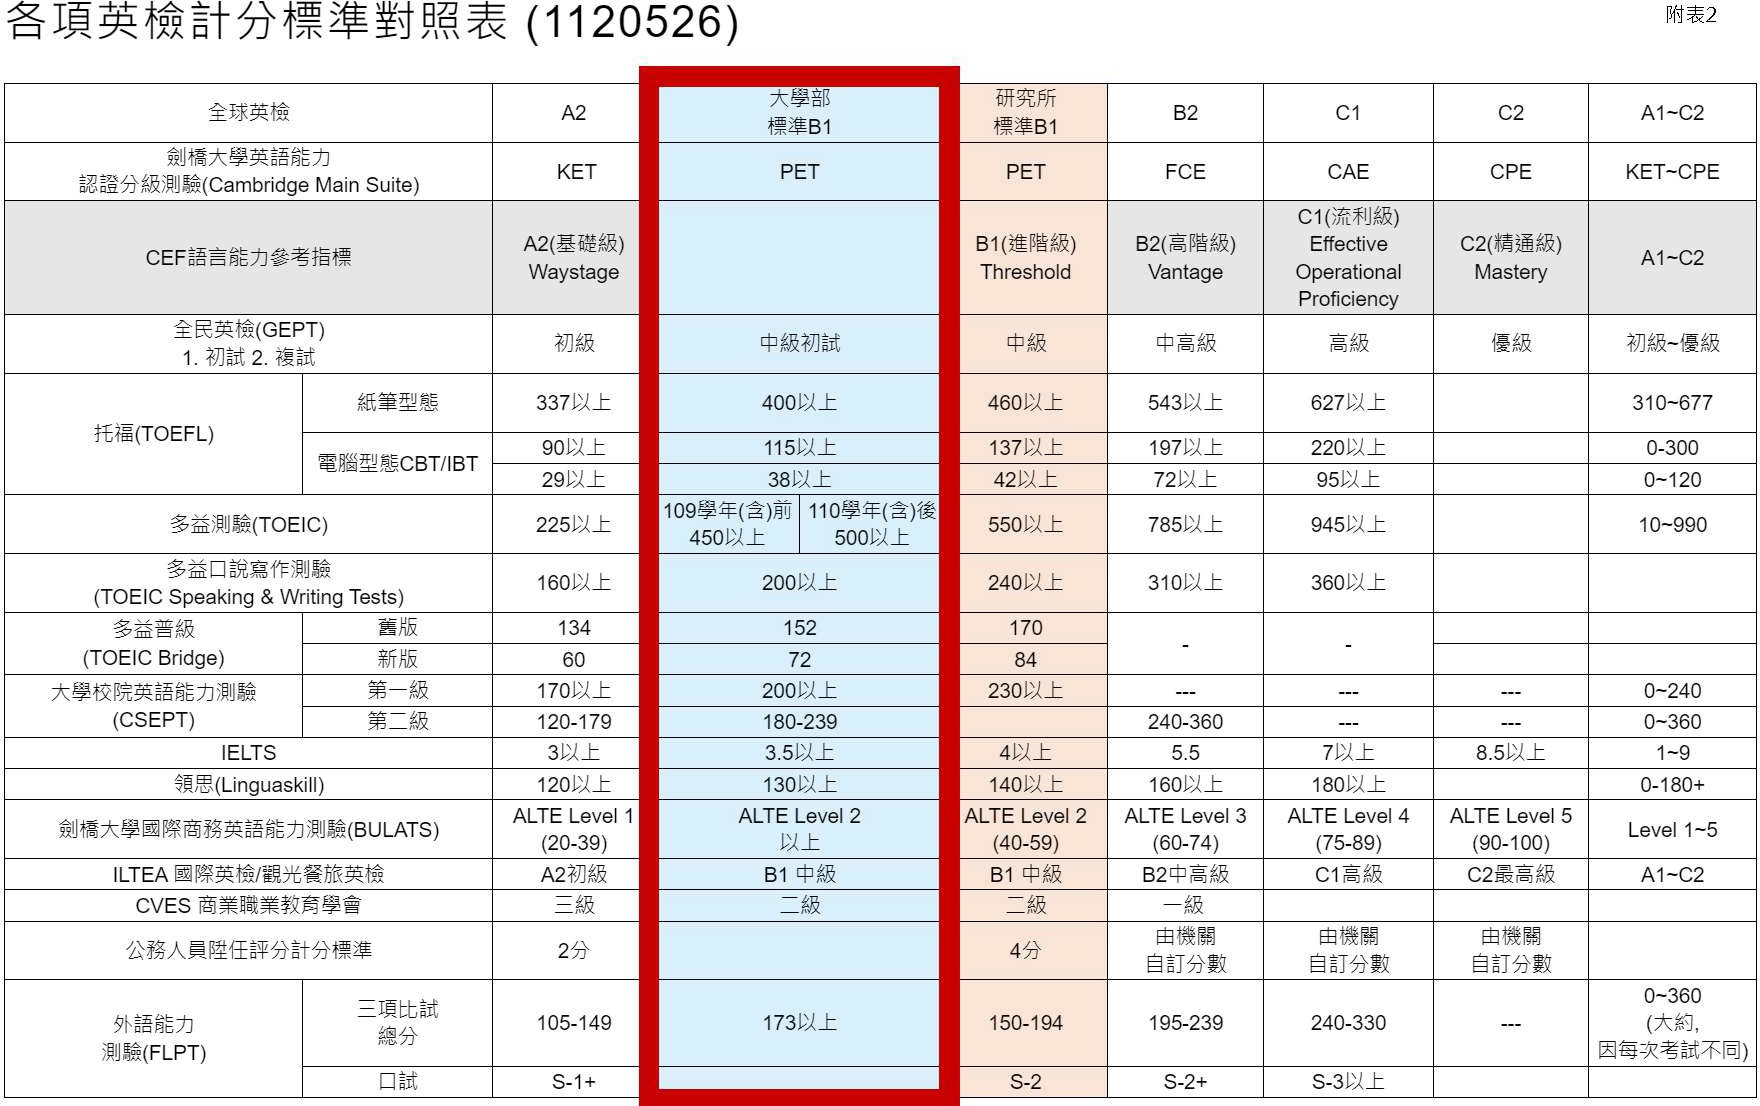 各項英檢計分標準對照表 (1120526)
附表2
全球英檢 A2 大學部 標準B1 研究所 標準B1 B2 C1 C2 A1~C2
劍橋大學英語能力
認證分級測驗(Cambridge Main Suite) KET PET PET FCE CAE CPE KET~CPE
CEF語言能力參考指標 A2(基礎級) Waystage B1(進階級) Threshold B2(高階級) Vantage C1(流利級) Effective Operational Proficiency C2(精通級) Mastery A1~C2
全民英檢(GEPT)
1. 初試 2. 複試 初級 中級初試 中級 中高級 高級 優級 初級~優級
托福(TOEFL) 紙筆型態 337以上 400以上 460以上 543以上 627以上 310~677
電腦型態CBT/IBT 90以上 115以上 137以上 197以上 220以上 0-300
29以上 38以上 42以上 72以上 95以上 0~120
多益測驗(TOEIC) 225以上 109學年(含)前 450以上 110學年(含)後 500以上 550以上 785以上 945以上 10~990
多益口說寫作測驗
(TOEIC Speaking & Writing Tests) 160以上 200以上 240以上 310以上 360以上
多益普級
(TOEIC Bridge) 舊版 134 152 170 - -
新版 60 72 84
大學校院英語能力測驗
(CSEPT) 第一級 170以上 200以上 230以上 --- --- --- 0~240
第二級 120-179 180-239 240-360 --- --- 0~360
IELTS 3以上 3.5以上 4以上 5.5 7以上 8.5以上 1~9
領思(Linguaskill) 120以上 130以上 140以上 160以上 180以上 0-180+
劍橋大學國際商務英語能力測驗(BULATS) ALTE Level 1 (20-39) ALTE Level 2 以上 ALTE Level 2 (40-59) ALTE Level 3 (60-74) ALTE Level 4 (75-89) ALTE Level 5 (90-100) Level 1~5
ILTEA 國際英檢/觀光餐旅英檢 A2初級 B1 中級 B1 中級 B2中高級 C1高級 C2最高級 A1~C2
CVES 商業職業教育學會 三級 二級 二級 一級
公務人員陞任評分計分標準 2分 4分 由機關 自訂分數 由機關 自訂分數 由機關 自訂分數
外語能力
測驗(FLPT) 三項比試 總分 105-149 173以上 150-194 195-239 240-330 --- 0~360 (大約, 因每次考試不同)
口試 S-1+ S-2 S-2+ S-3以上